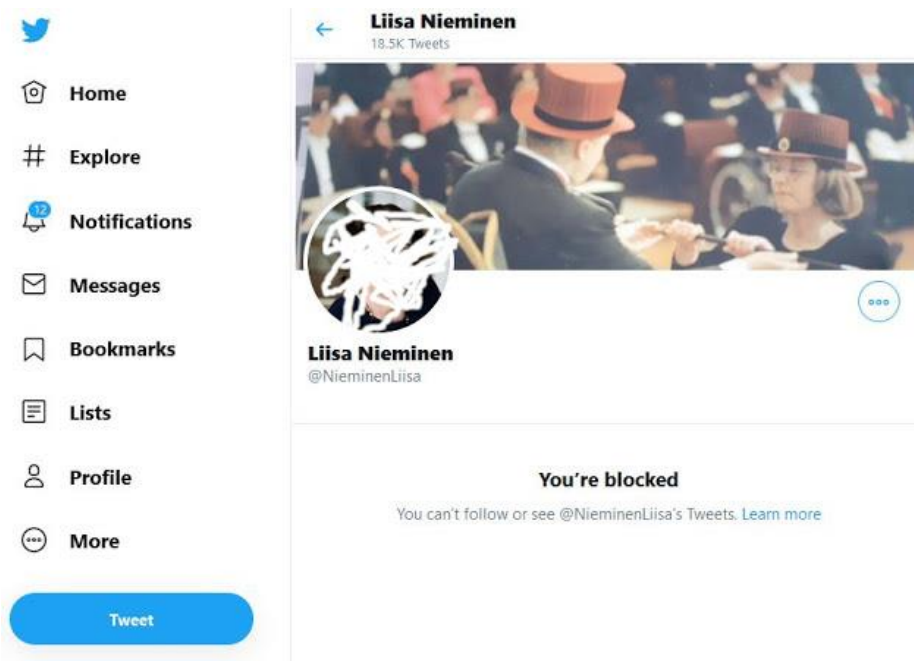 Liisa Nieminen
18.5K Tweets
Home
Explore
12
Notifications
Messages
Bookmarks
Lists
Profile
More
Tweet
Liisa Nieminen
@NieminenLiisa
You're blocked
You can't follow or see @NieminenLiisa's Tweets. Learn more